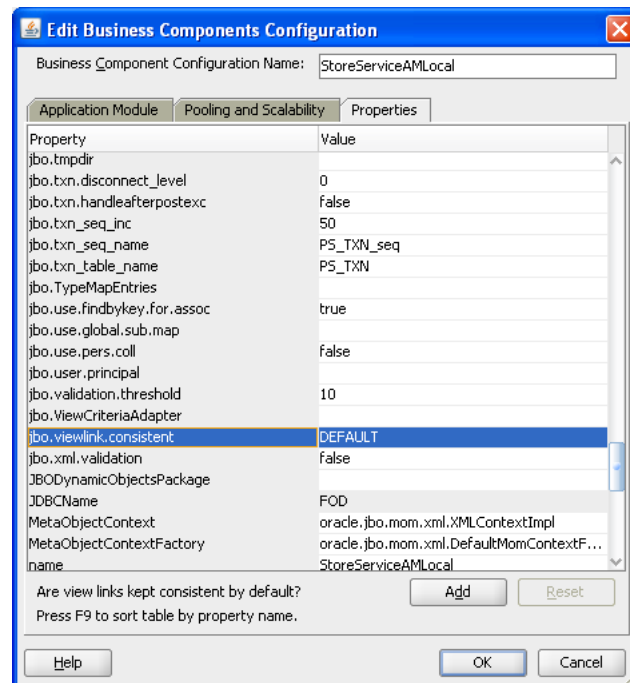 Edit Business Components Configuration
Business Component Configuration Name: StoreServiceAMLocal
Application Module Pooling and Scalability Properties
Property Value
jbo.tmpdir
jbo.txn.disconnect_level 0
jbo.txn.handleafterpostexc false
jbo.txn_seq_inc 50
jbo.txn_seq_name PS_TXN_seq
jbo.txn_table_name PS_TXN
jbo.TypeMapEntries
jbo.use.findbykey.for.assoc true
jbo.use.global.sub.map
jbo.use.pers.coll false
jbo.user.principal
jbo.validation.threshold 10
jbo.ViewCriteriaAdapter
jbo.viewlink.consistent DEFAULT
jbo.xml.validation false
JBODynamicObjectsPackage
JDBCName FOD
MetaObjectContext oracle.jbo.mom.xml.XMLContextImpl
MetaObjectContextFactory oracle.jbo.mom.xml.DefaultMomContextF...
name StoreServiceAMLocal
Are view links kept consistent by default? Add Reset
Press F9 to sort table by property name.
Help OK Cancel